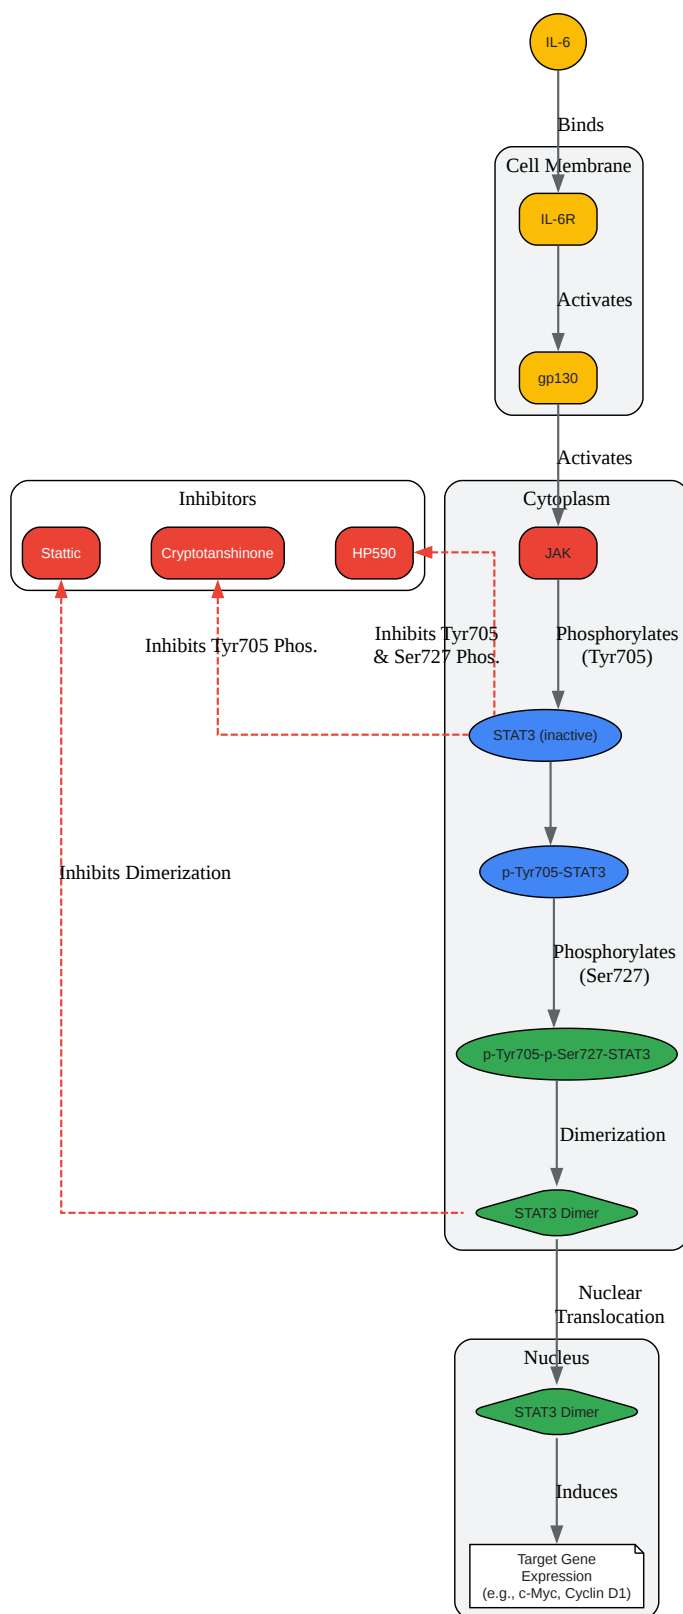 IL-6
Binds
Cell Membrane
IL-6R
Activates
gp130
Activates
Inhibitors
Cytoplasm
Stattic
Cryptotanshinone
HP590
JAK
Inhibits Tyr705 Phos.
Inhibits Tyr705
& Ser727 Phos.
Phosphorylates
(Tyr705)
STAT3 (inactive)
Inhibits Dimerization
p-Tyr705-STAT3
Phosphorylates
(Ser727)
p-Tyr705-p-Ser727-STAT3
Dimerization
STAT3 Dimer
Nuclear
Translocation
Nucleus
STAT3 Dimer
Induces
Target Gene
Expression
(e.g., c-Myc, Cyclin D1)